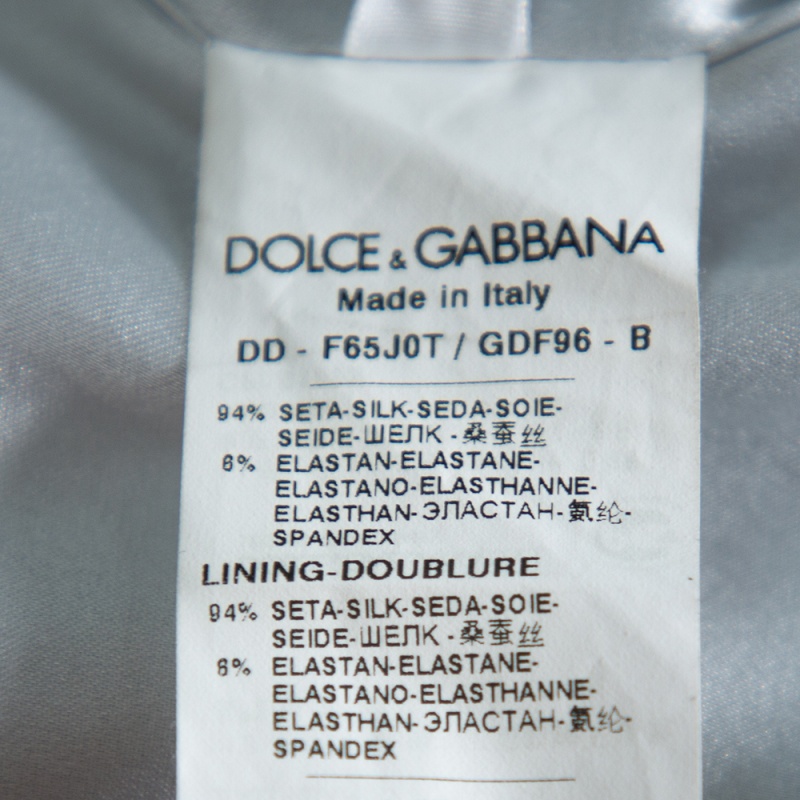 DOLCE & GABBANA
Made in Italy
DD - F65J0T / GDF96 - B
94% SETA-SILK-SEDA-SOIE-
SEIDE-ШЕЛК -桑蚕丝
6% ELASTAN-ELASTANE-
ELASTANO-ELASTHANNE-
ELASTHAN-ЭЛАСТАН-氨纶-
SPANDEX
LINING-DOUBLURE
94% SETA-SILK-SEDA-SOIE-
SEIDE-ШЕЛК -桑蚕丝
6% ELASTAN-ELASTANE-
ELASTANO-ELASTHANNE-
ELASTHAN-ЭЛАСТАН-氨纶-
SPANDEX